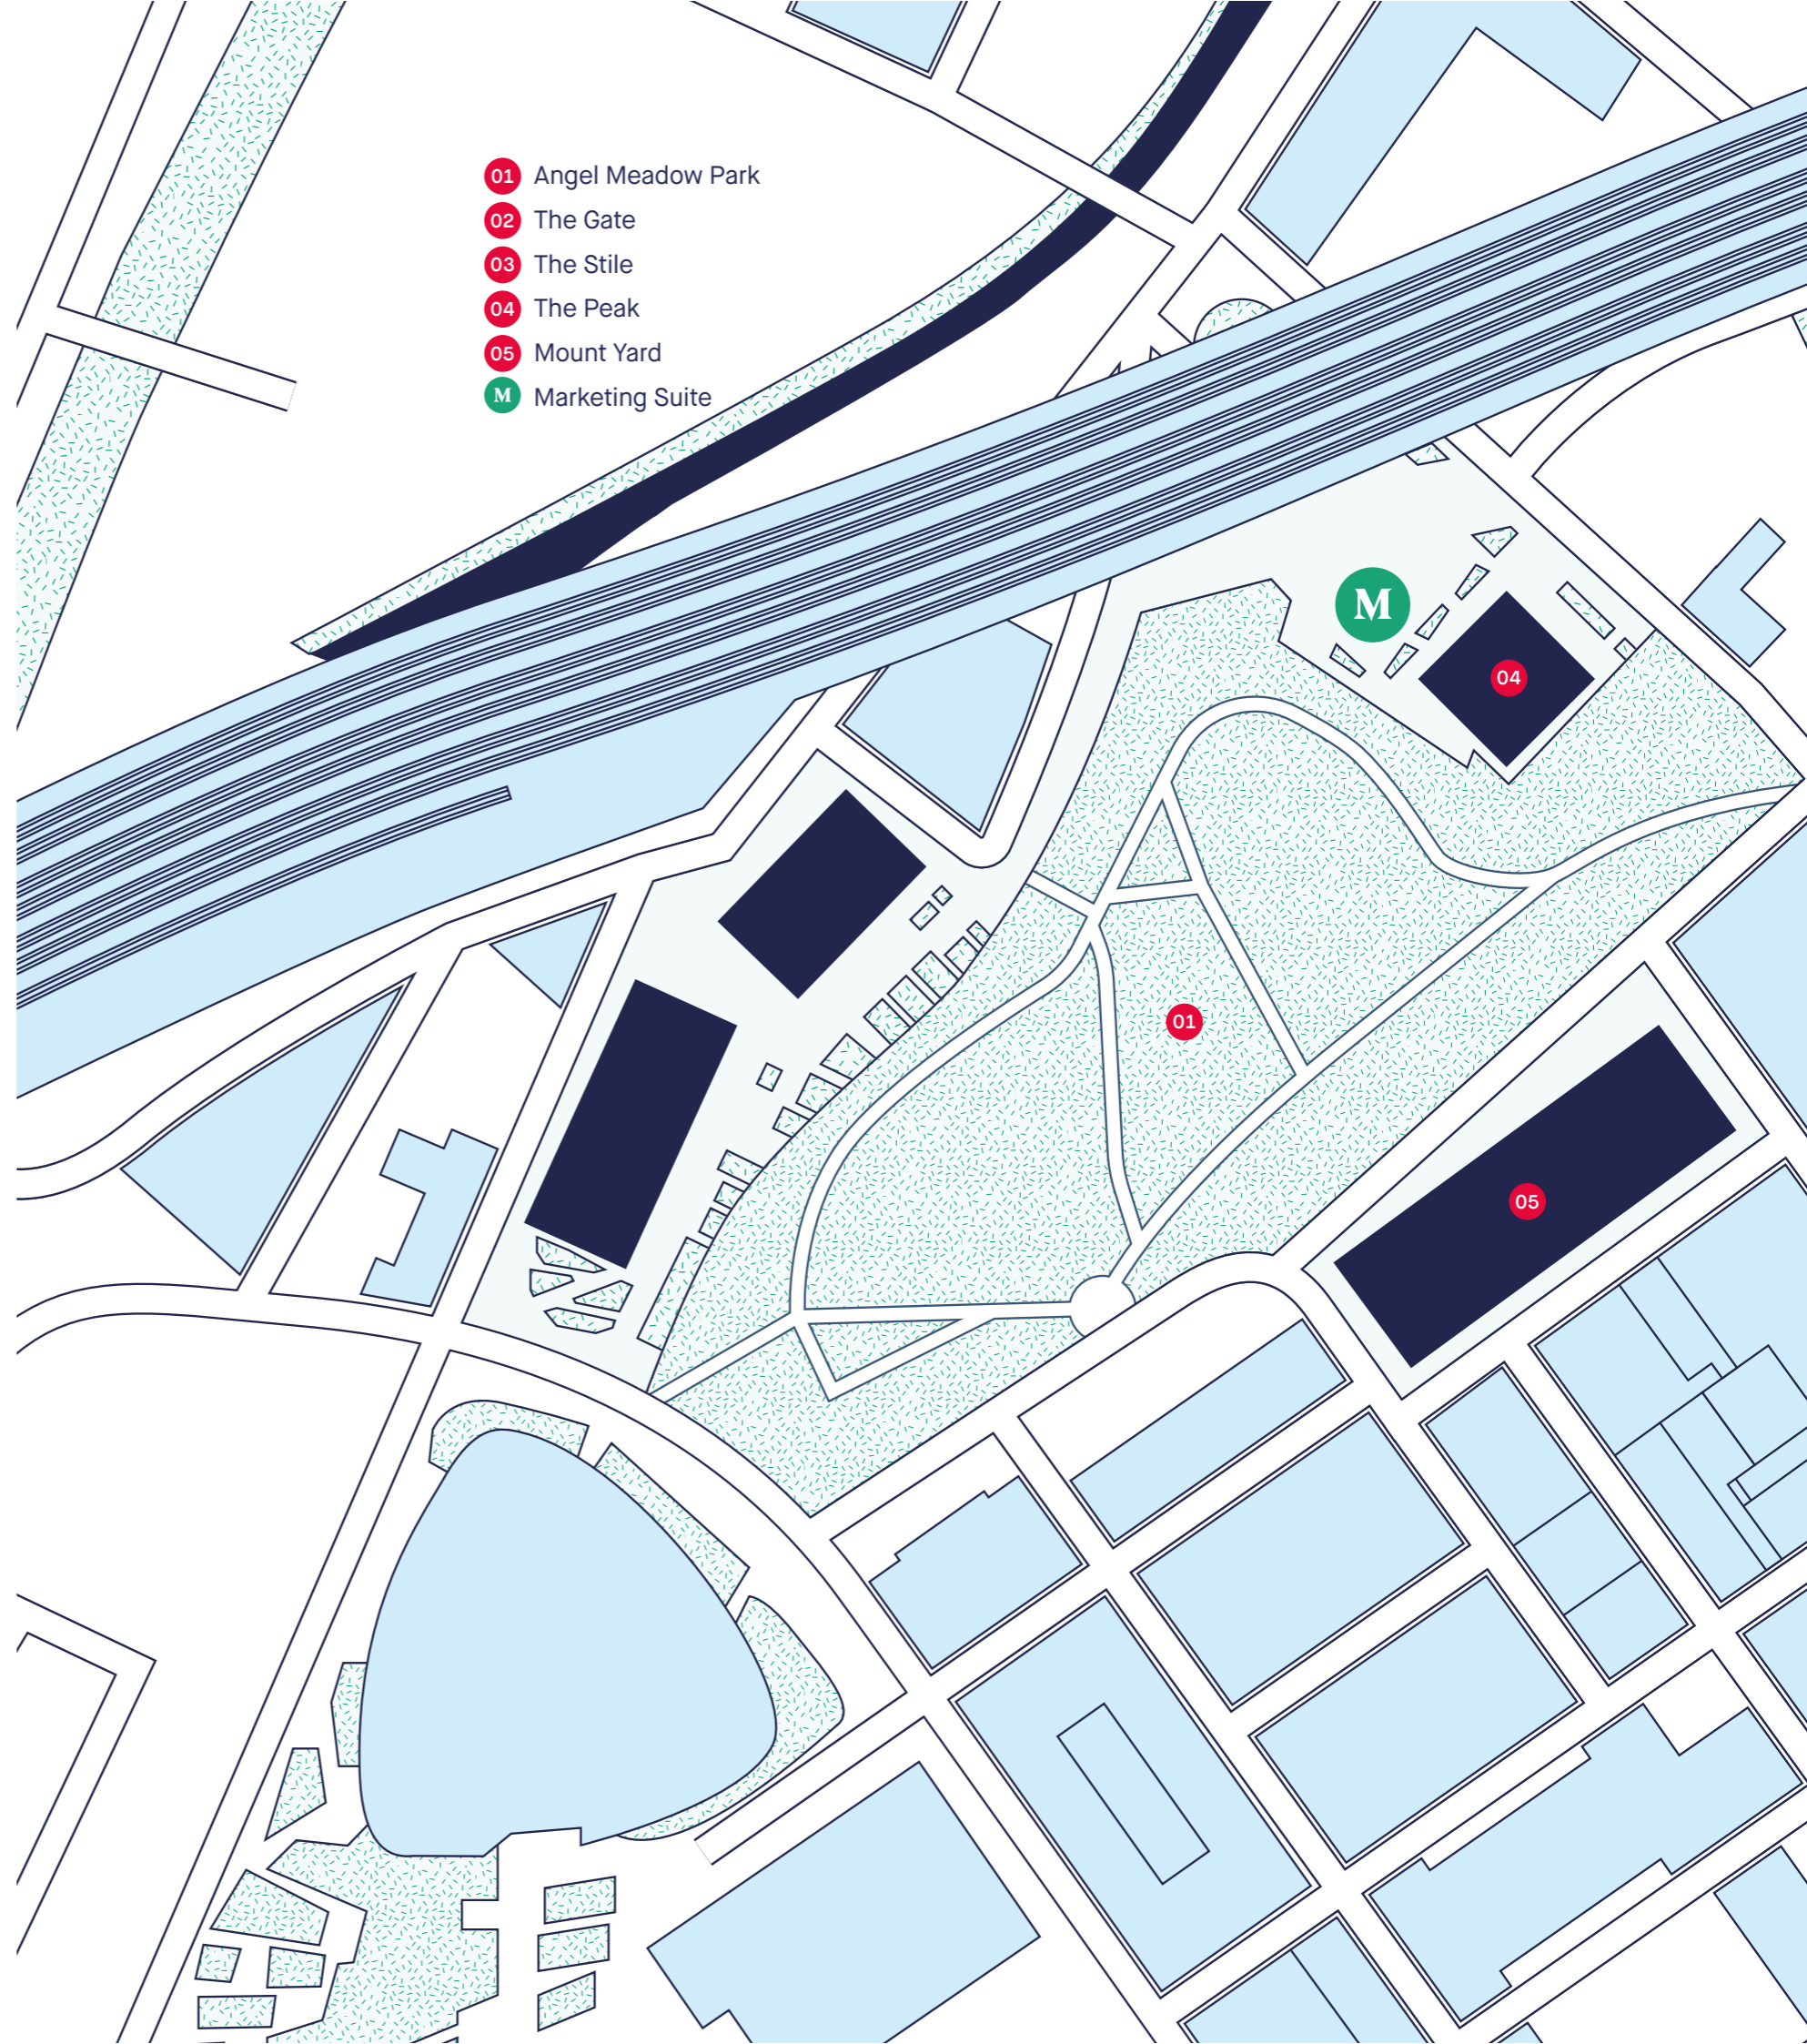 01 Angel Meadow Park
02 The Gate
03 The Stile
04 The Peak
05 Mount Yard
M Marketing Suite
M
04
01
05